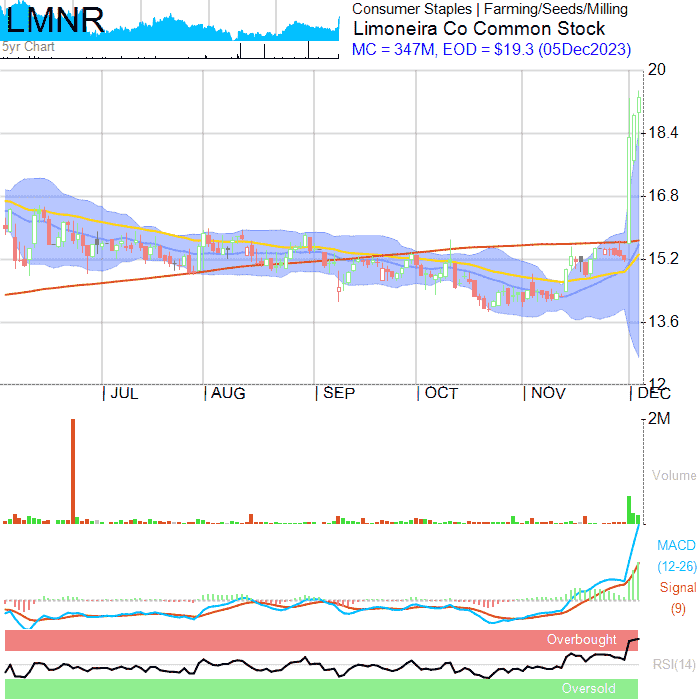 LMNR
Consumer Staples | Farming/Seeds/Milling
Limoneira Co Common Stock
5yr Chart
MC = 347M, EOD = $19.3 (05Dec2023)
20
18.4
16.8
15.2
13.6
12
JUL AUG SEP OCT NOV DEC
2M
Volume
MACD
(12-26)
Signal
(9)
Overbought
RSI(14)
Oversold